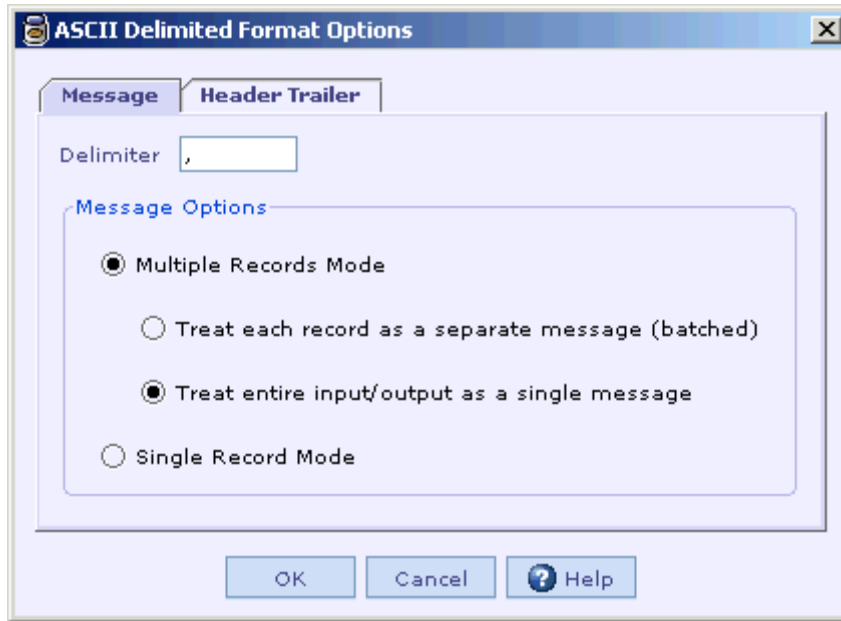 ASCII Delimited Format Options
Message
Header Trailer
Delimiter ,
Message Options
Multiple Records Mode
Treat each record as a separate message (batched)
Treat entire input/output as a single message
Single Record Mode
OK
Cancel
? Help